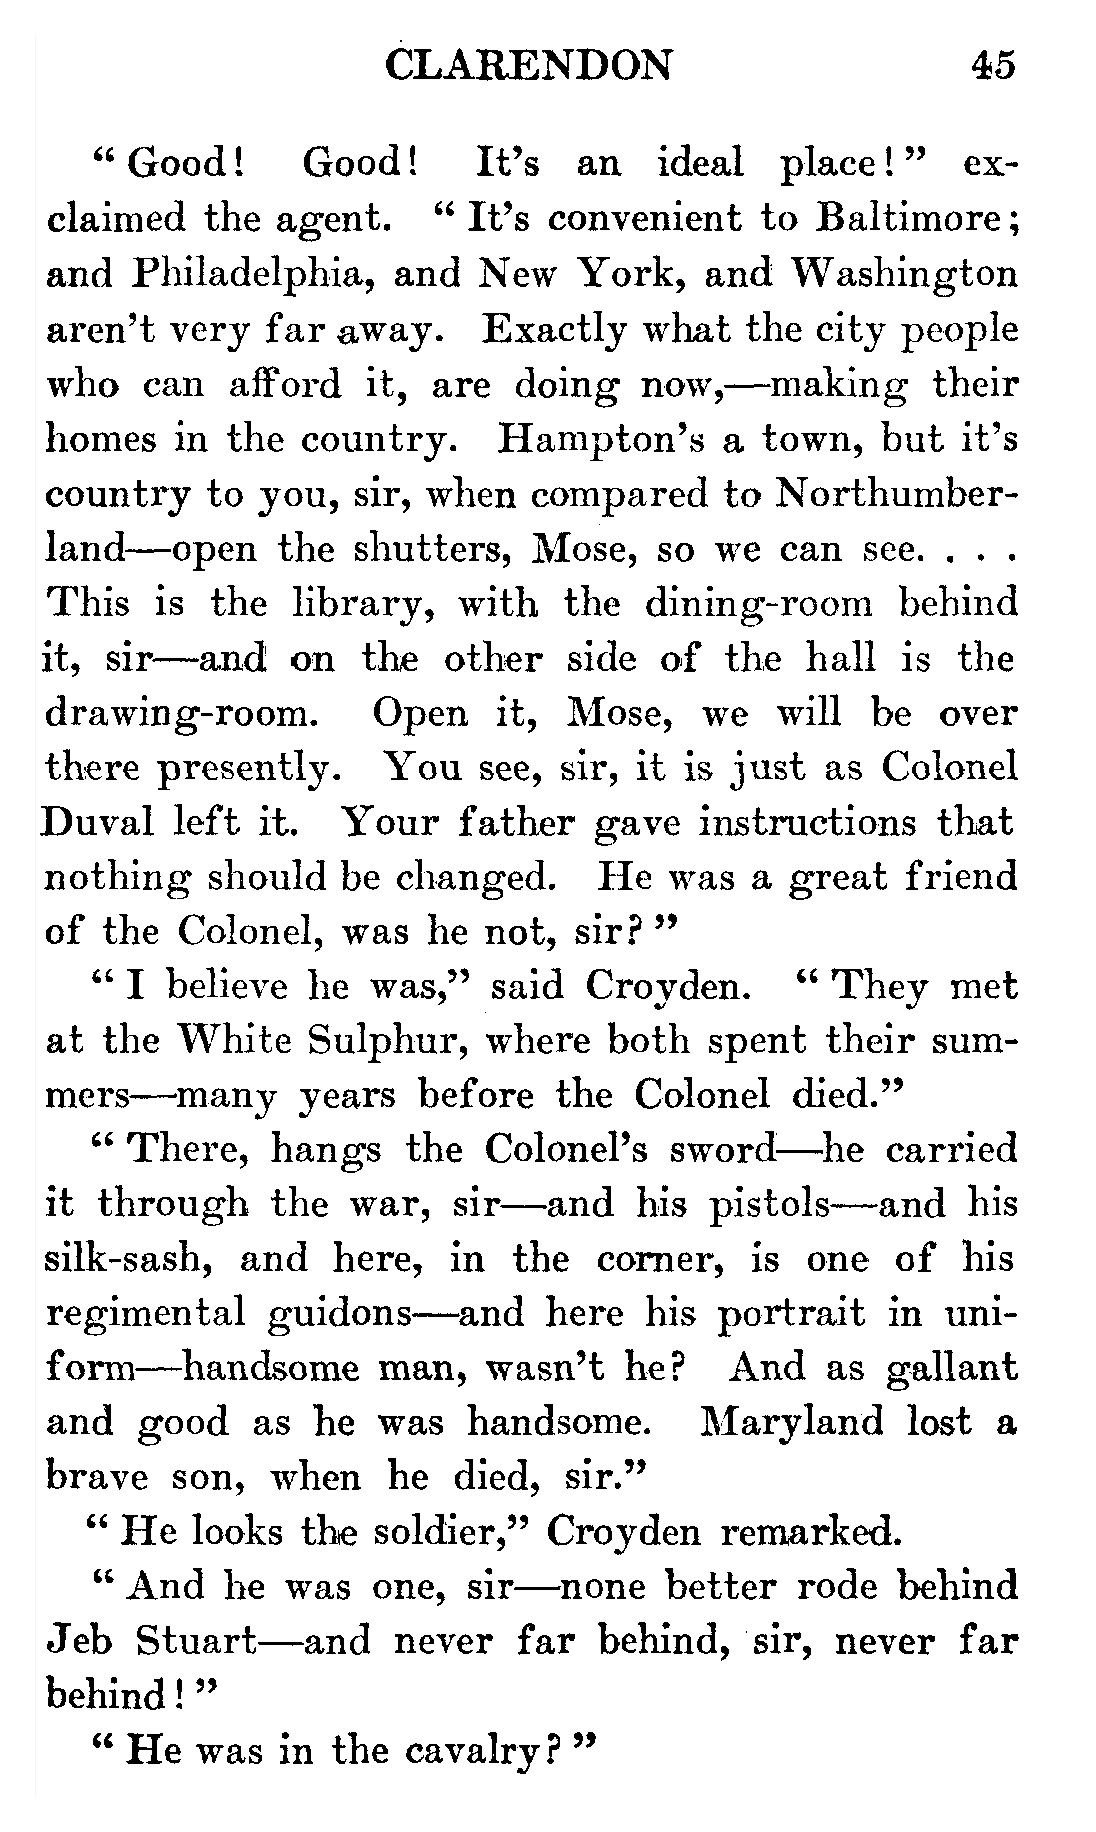 CLARENDON 45
“ Good! Good! It’s an ideal place! ” ex-
claimed the agent. “ It’s convenient to Baltimore;
and Philadelphia, and New York, and Washington
aren’t very far away. Exactly what the city people
who can afford it, are doing now,—making their
homes in the country. Hampton’s a town, but it’s
country to you, sir, when compared to Northumber-
land—open the shutters, Mose, so we can see. . . .
This is the library, with the dining-room behind
it, sir—and on the other side of the hall is the
drawing-room. Open it, Mose, we will be over
there presently. You see, sir, it is just as Colonel
Duval left it. Your father gave instructions that
nothing should be changed. He was a great friend
of the Colonel, was he not, sir? ”
“ I believe he was,” said Croyden. “ They met
at the White Sulphur, where both spent their sum-
mers—many years before the Colonel died.”
“ There, hangs the Colonel’s sword—he carried
it through the war, sir—and his pistols—and his
silk-sash, and here, in the corner, is one of his
regimental guidons—and here his portrait in uni-
form—handsome man, wasn’t he? And as gallant
and good as he was handsome. Maryland lost a
brave son, when he died, sir.”
“ He looks the soldier,” Croyden remarked.
“ And he was one, sir—none better rode behind
Jeb Stuart—and never far behind, sir, never far
behind! ”
“ He was in the cavalry? ”